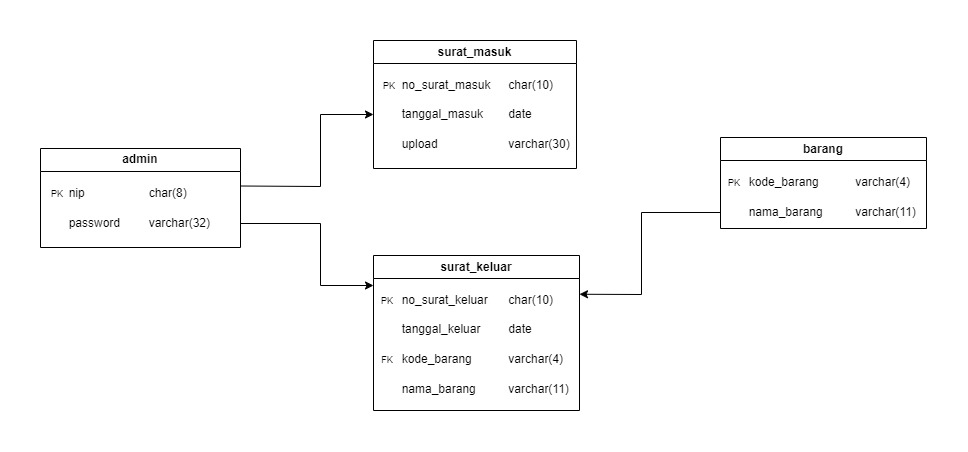 surat_masuk
PK no_surat_masuk char(10)
tanggal_masuk date
upload varchar(30)
admin
PK nip char(8)
password varchar(32)
barang
PK kode_barang varchar(4)
nama_barang varchar(11)
surat_keluar
PK no_surat_keluar char(10)
tanggal_keluar date
FK kode_barang varchar(4)
nama_barang varchar(11)